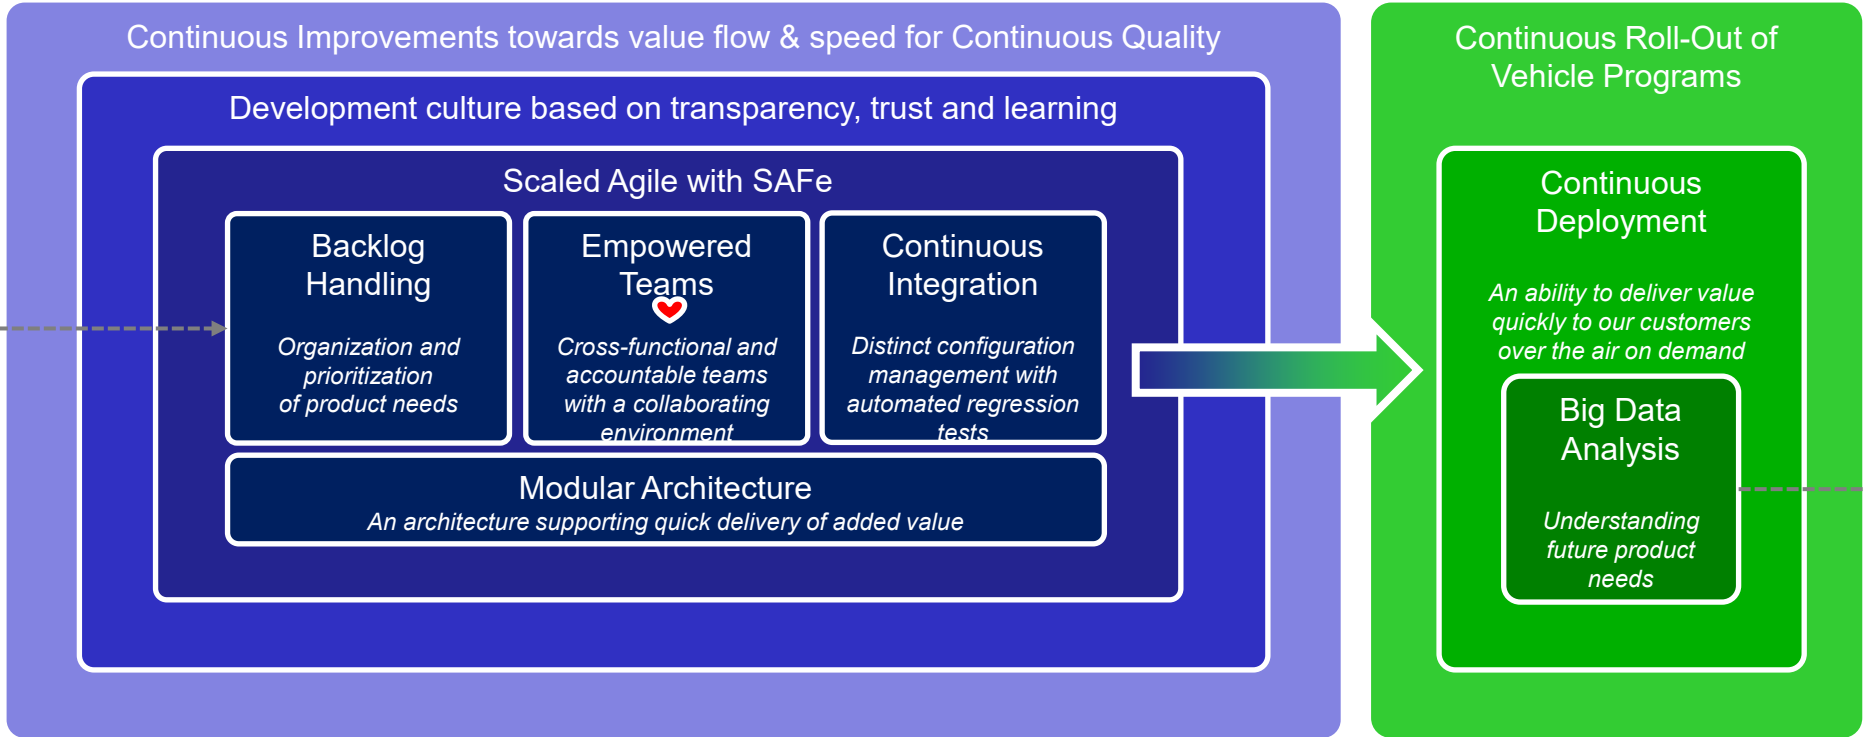 Continuous Improvements towards value flow & speed for Continuous Quality
Development culture based on transparency, trust and learning
Scaled Agile with SAFe
Backlog
Handling
Organization and
prioritization
of product needs
Empowered
Teams
Cross-functional and
accountable teams
with a collaborating
environment
Continuous
Integration
Distinct configuration
management with
automated regression
tests
Modular Architecture
An architecture supporting quick delivery of added value
Continuous Roll-Out of
Vehicle Programs
Continuous
Deployment
An ability to deliver value
quickly to our customers
over the air on demand
Big Data
Analysis
Understanding
future product
needs